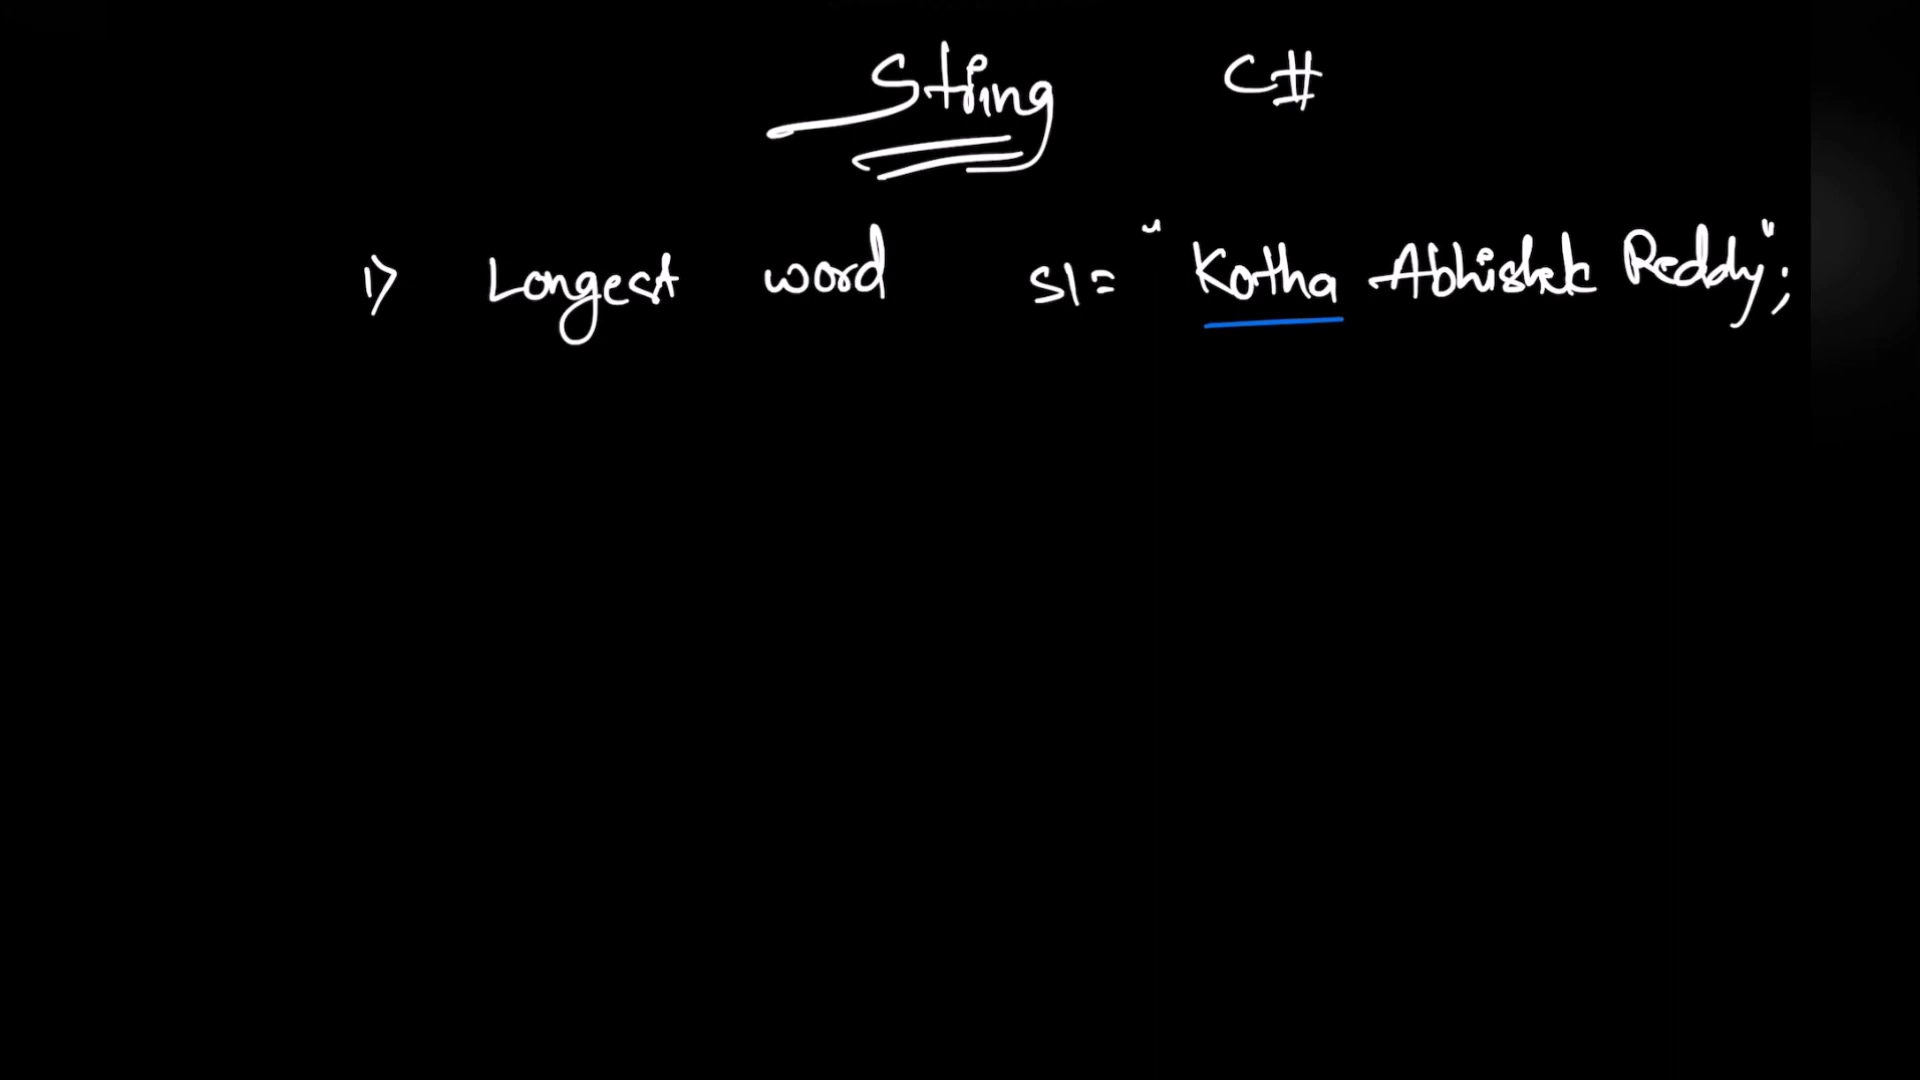 String C#
1) Longest word s1= "Kotha Abhishek Reddy";